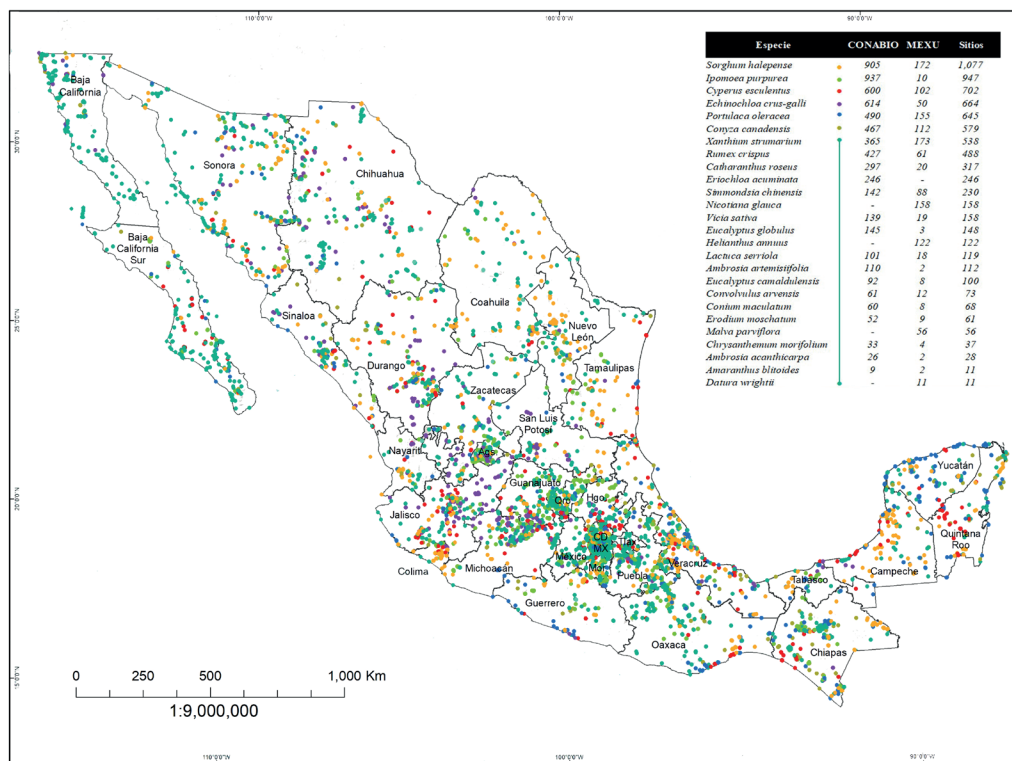 110°0'0"W 100°0'0"W 90°0'0"W
Especie CONABIO MEXU Sitios
Sorghum halepense 905 172 1,077
Ipomoea purpurea 937 10 947
Cyperus esculentus 600 102 702
Echinochloa crus-galli 614 50 664
Portulaca oleracea 490 155 645
Conyza canadensis 467 112 579
Xanthium strumarium 365 173 538
Rumex crispus 427 61 488
Catharanthus roseus 297 20 317
Eriochloa acuminata 246 - 246
Simmondsia chinensis 142 88 230
Nicotiana glauca - 158 158
Vicia sativa 139 19 158
Eucalyptus globulus 145 3 148
Helianthus annuus - 122 122
Lactuca serriola 101 18 119
Ambrosia artemisiifolia 110 2 112
Eucalyptus camaldulensis 92 8 100
Convolvulus arvensis 61 12 73
Conium maculatum 60 8 68
Erodium moschatum 52 9 61
Malva parviflora - 56 56
Chrysanthemum morifolium 33 4 37
Ambrosia acanthicarpa 26 2 28
Amaranthus blitoides 9 2 11
Datura wrightii - 11 11
Baja
California
30°0'0"N
Sonora
Chihuahua
Baja
California
Sur
Coahuila
Sinaloa
25°0'0"N
Nuevo
León
Durango
Tamaulipas
Zacatecas
San Luis
Potosí
Nayarit
Ags.
Yucatán
Guanajuato
20°0'0"N
Qro.
Hgo.
Jalisco
Quintana
Roo
CD
MX
Tlax.
México
Veracruz
Colima
Michoacán
Mor.
Puebla
Campeche
Tabasco
Guerrero
Oaxaca
Chiapas
15°0'0"N
0 250 500 1,000 Km
1:9,000,000
110°0'0"W 100°0'0"W 90°0'0"W